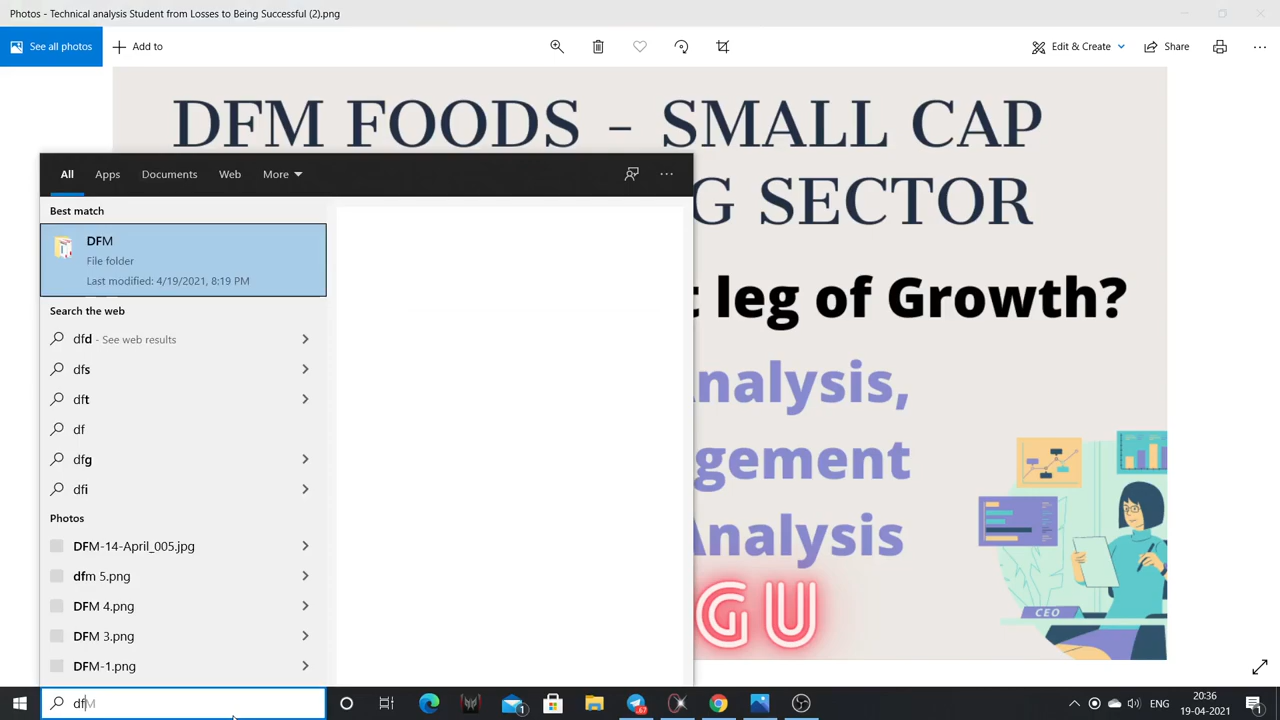 Photos - Technical analysis Student from Losses to Being Successful (2).png
See all photos
Add to
Edit & Create
Share
DFM FOODS - SMALL CAP
G SECTOR
leg of Growth?
nalysis,
gement
Analysis
GU
CEO
All Apps Documents Web More
Best match
DFM
File folder
Last modified: 4/19/2021, 8:19 PM
Search the web
dfd - See web results
dfs
dft
df
dfg
dfi
Photos
DFM-14-April_005.jpg
dfm 5.png
DFM 4.png
DFM 3.png
DFM-1.png
dfM
67
1
ENG
20:36
19-04-2021
1